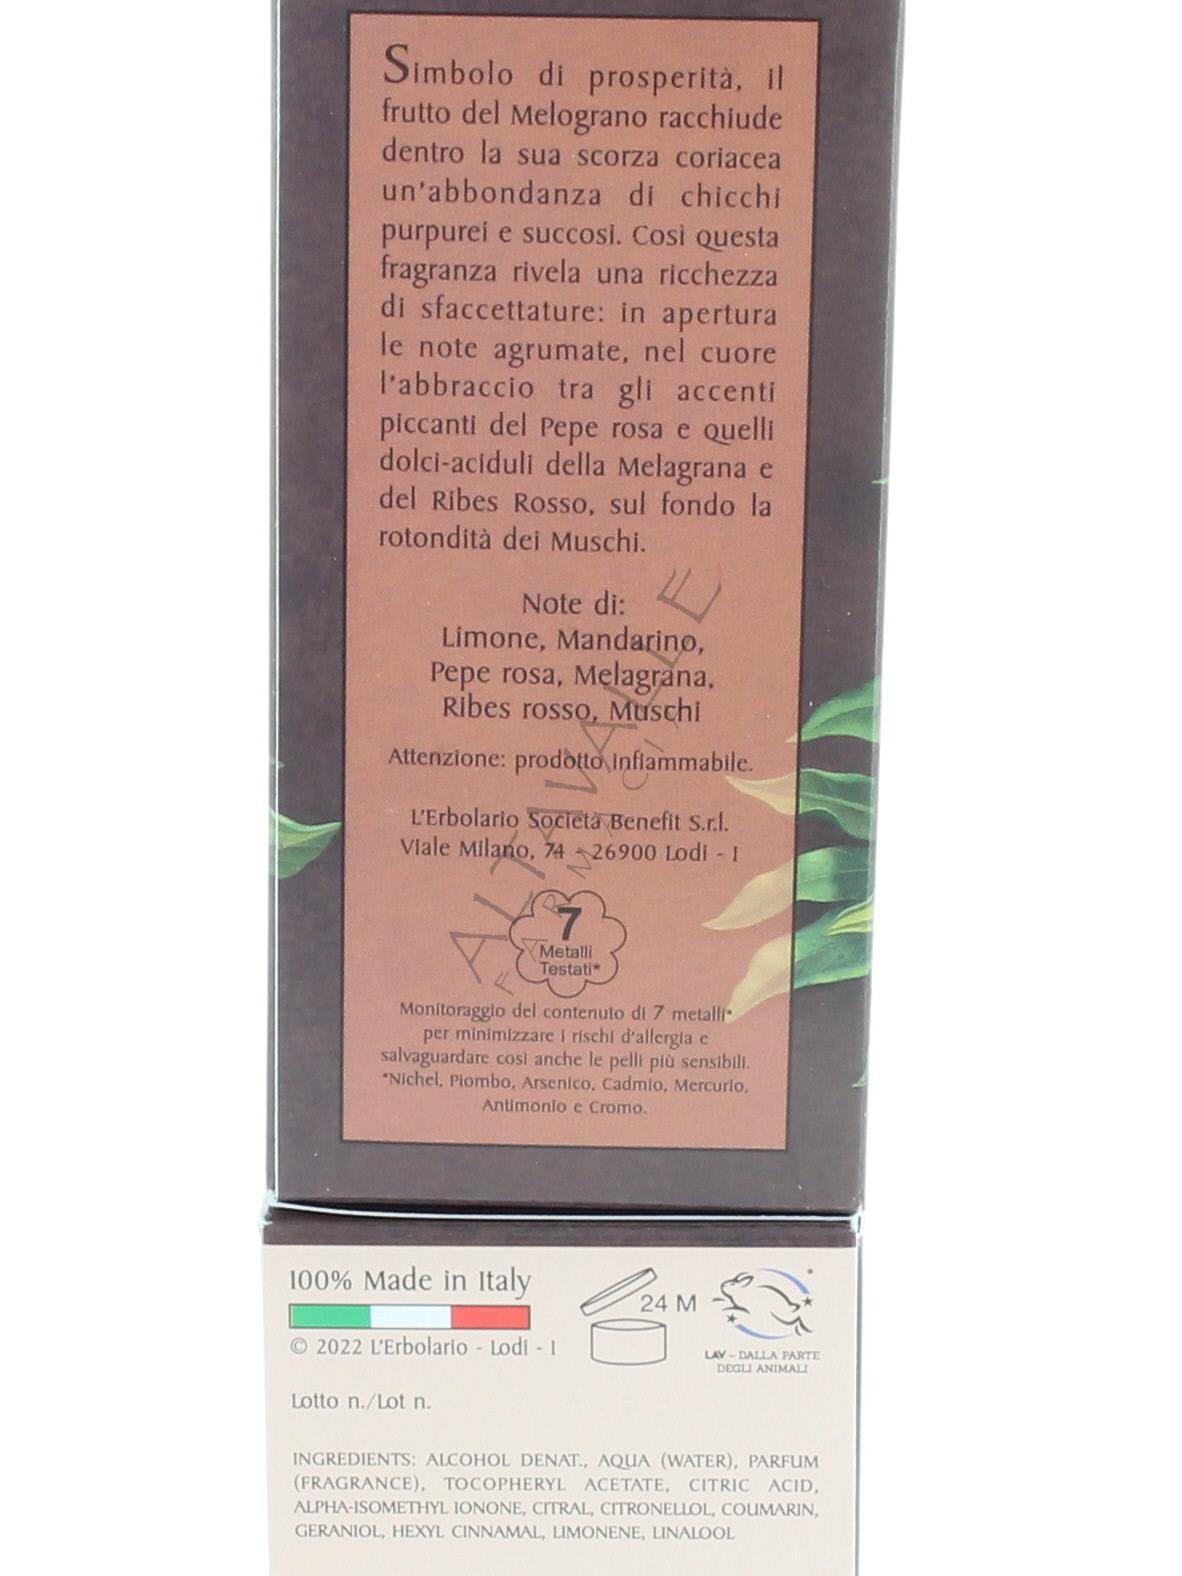 Simbolo di prosperità, il
frutto del Melograno racchiude
dentro la sua scorza coriacea
un'abbondanza di chicchi
purpurei e succosi. Così questa
fragranza rivela una ricchezza
di sfaccettature: in apertura
le note agrumate, nel cuore
l'abbraccio tra gli accenti
piccanti del Pepe rosa e quelli
dolci-aciduli della Melagrana e
del Ribes Rosso, sul fondo la
rotondità dei Muschi.
Note di:
Limone, Mandarino,
Pepe rosa, Melagrana,
Ribes rosso, Muschi
Attenzione: prodotto infiammabile.
L'Erbolario Società Benefit S.r.l.
Viale Milano, 74 - 26900 Lodi - I
ALTAVALLE
FARMACIE
7
Metalli
Testati*
Monitoraggio del contenuto di 7 metalli*
per minimizzare i rischi d'allergia e
salvaguardare così anche le pelli più sensibili.
*Nichel, Piombo, Arsenico, Cadmio, Mercurio,
Antimonio e Cromo.
100% Made in Italy
24 M
© 2022 L'Erbolario - Lodi - I
LAV – DALLA PARTE
DEGLI ANIMALI
Lotto n./Lot n.
INGREDIENTS: ALCOHOL DENAT., AQUA (WATER), PARFUM
(FRAGRANCE), TOCOPHERYL ACETATE, CITRIC ACID,
ALPHA-ISOMETHYL IONONE, CITRAL, CITRONELLOL, COUMARIN,
GERANIOL, HEXYL CINNAMAL, LIMONENE, LINALOOL